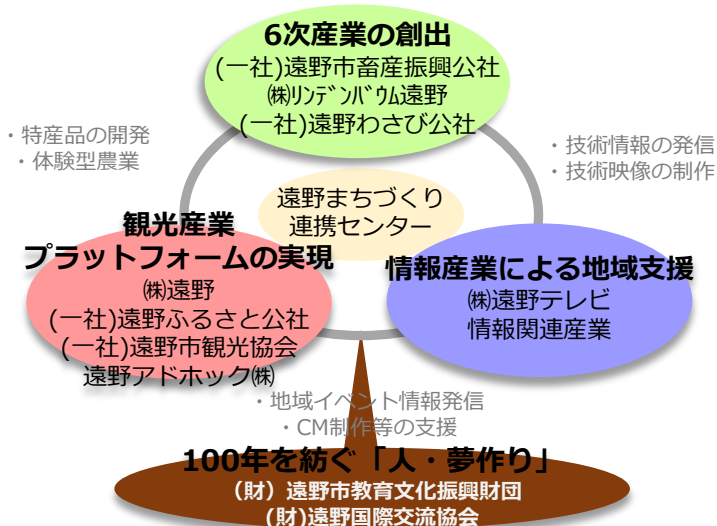 6次産業の創出
(一社)遠野市畜産振興公社
㈱リンデンバウム遠野
(一社)遠野わさび公社
・特産品の開発
・体験型農業
・技術情報の発信
・技術映像の制作
遠野まちづくり
連携センター
観光産業
プラットフォームの実現
㈱遠野
(一社)遠野ふるさと公社
(一社)遠野市観光協会
遠野アドホック㈱
情報産業による地域支援
㈱遠野テレビ
情報関連産業
・地域イベント情報発信
・CM制作等の支援
100年を紡ぐ「人・夢作り」
（財）遠野市教育文化振興財団
(財)遠野国際交流協会